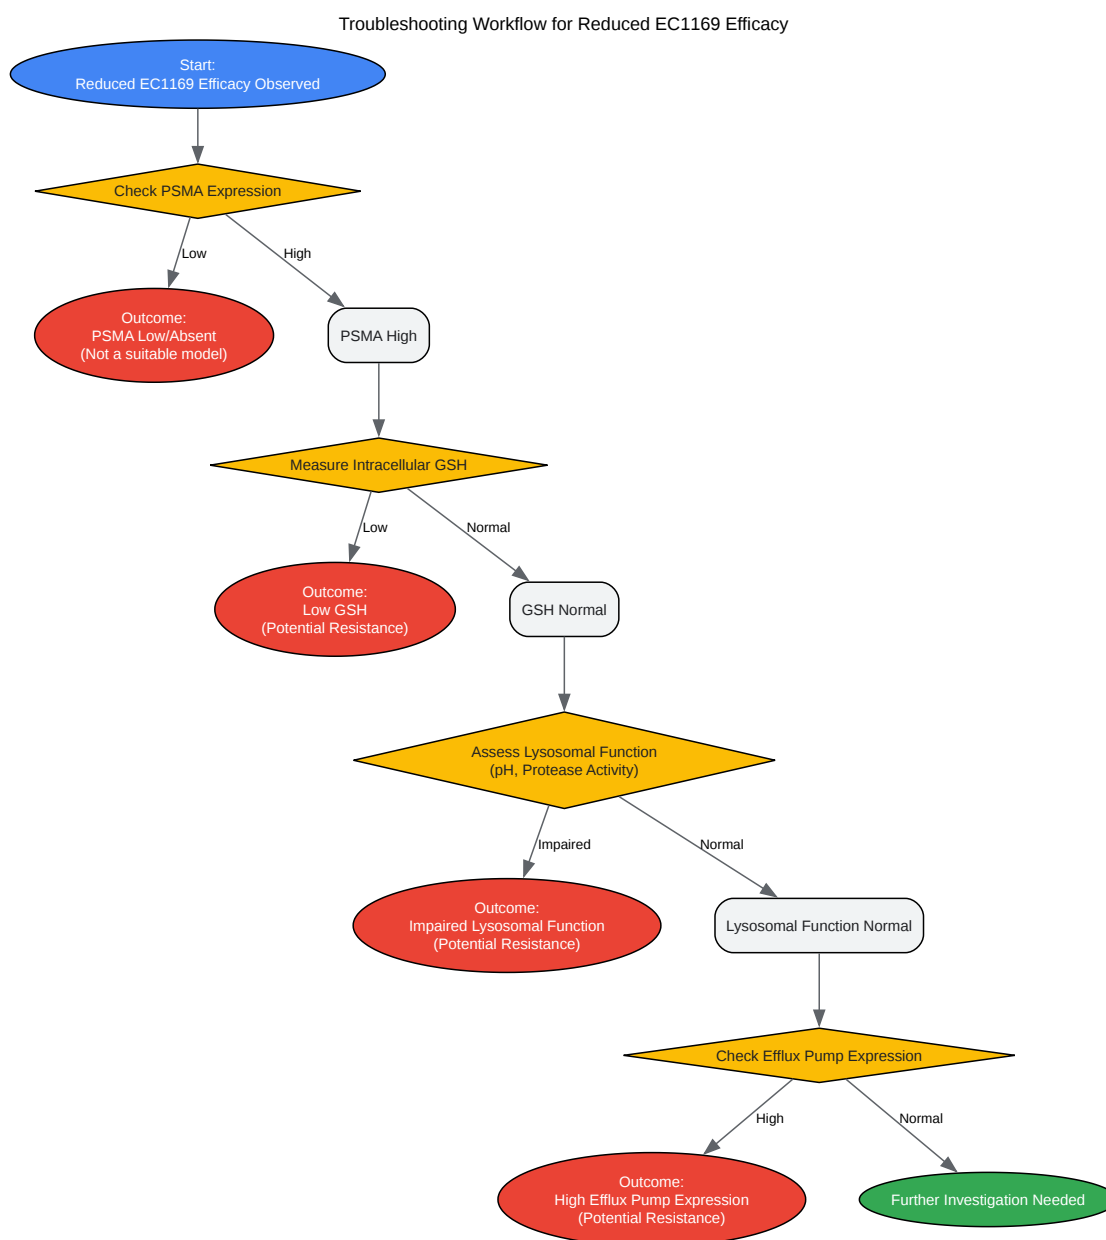 Troubleshooting Workflow for Reduced EC1169 Efficacy
Start:
Reduced EC1169 Efficacy Observed
Check PSMA Expression
Low
High
Outcome:
PSMA Low/Absent
(Not a suitable model)
PSMA High
Measure Intracellular GSH
Low
Normal
Outcome:
Low GSH
(Potential Resistance)
GSH Normal
Assess Lysosomal Function
(pH, Protease Activity)
Impaired
Normal
Outcome:
Impaired Lysosomal Function
(Potential Resistance)
Lysosomal Function Normal
Check Efflux Pump Expression
High
Normal
Outcome:
High Efflux Pump Expression
(Potential Resistance)
Further Investigation Needed